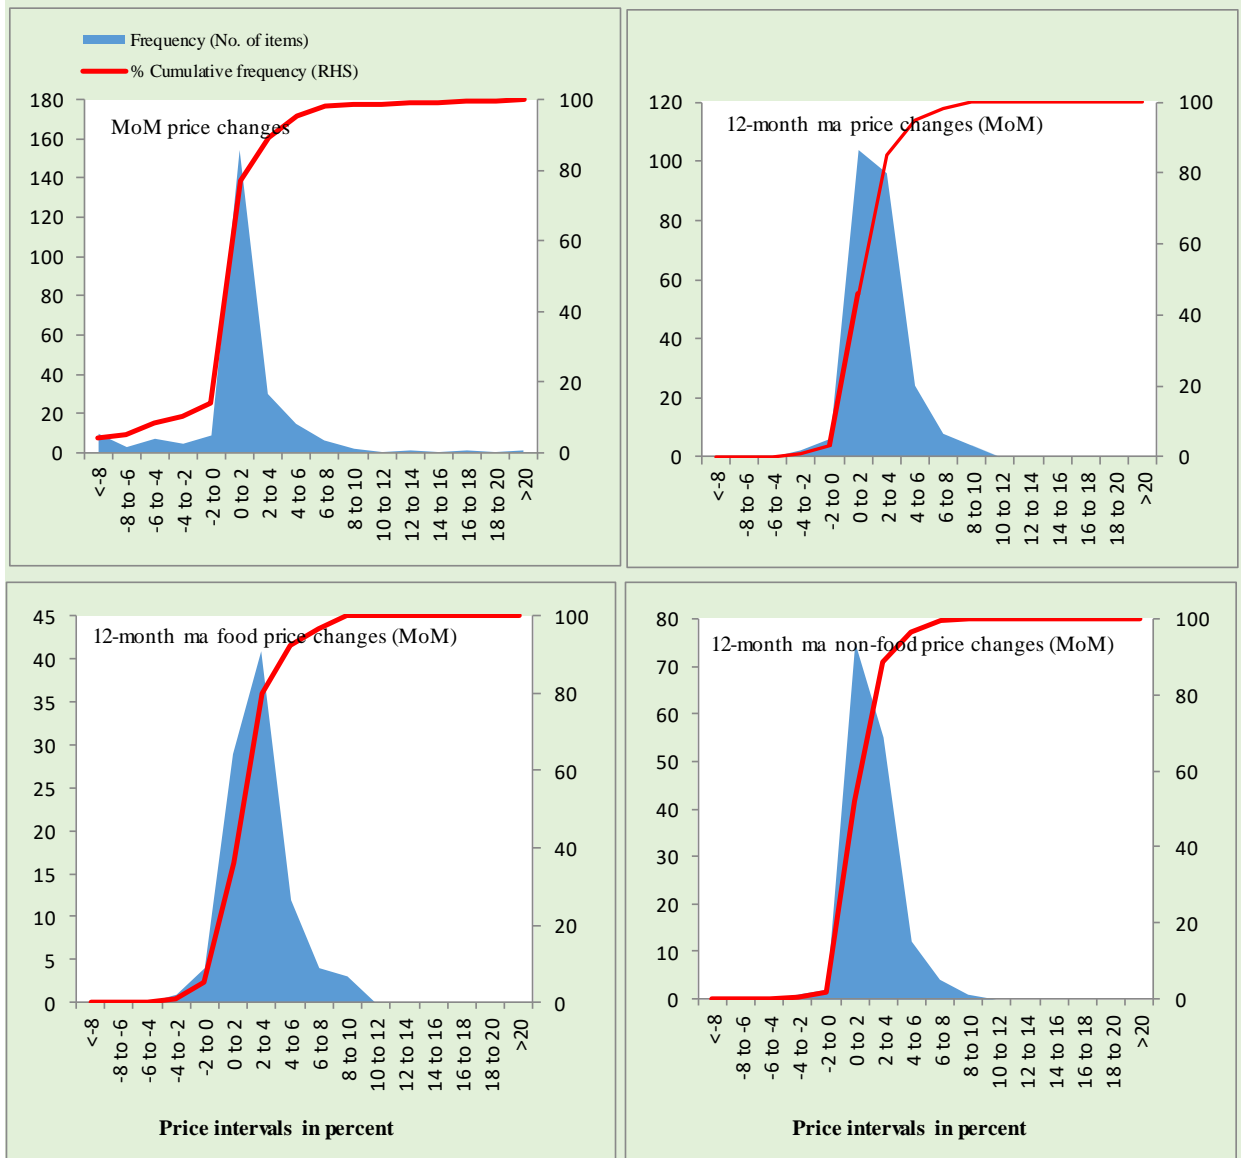 Frequency (No. of items)
% Cumulative frequency (RHS)
MoM price changes
180
160
140
120
100
80
60
40
20
0
100
80
60
40
20
0
<-8
-8 to -6
-6 to -4
-4 to -2
-2 to 0
0 to 2
2 to 4
4 to 6
6 to 8
8 to 10
10 to 12
12 to 14
14 to 16
16 to 18
18 to 20
>20
12-month ma price changes (MoM)
120
100
80
60
40
20
0
100
80
60
40
20
0
<-8
-8 to -6
-6 to -4
-4 to -2
-2 to 0
0 to 2
2 to 4
4 to 6
6 to 8
8 to 10
10 to 12
12 to 14
14 to 16
16 to 18
18 to 20
>20
12-month ma food price changes (MoM)
45
40
35
30
25
20
15
10
5
0
100
80
60
40
20
0
<-8
-8 to -6
-6 to -4
-4 to -2
-2 to 0
0 to 2
2 to 4
4 to 6
6 to 8
8 to 10
10 to 12
12 to 14
14 to 16
16 to 18
18 to 20
>20
Price intervals in percent
12-month ma non-food price changes (MoM)
80
70
60
50
40
30
20
10
0
100
80
60
40
20
0
<-8
-8 to -6
-6 to -4
-4 to -2
-2 to 0
0 to 2
2 to 4
4 to 6
6 to 8
8 to 10
10 to 12
12 to 14
14 to 16
16 to 18
18 to 20
>20
Price intervals in percent